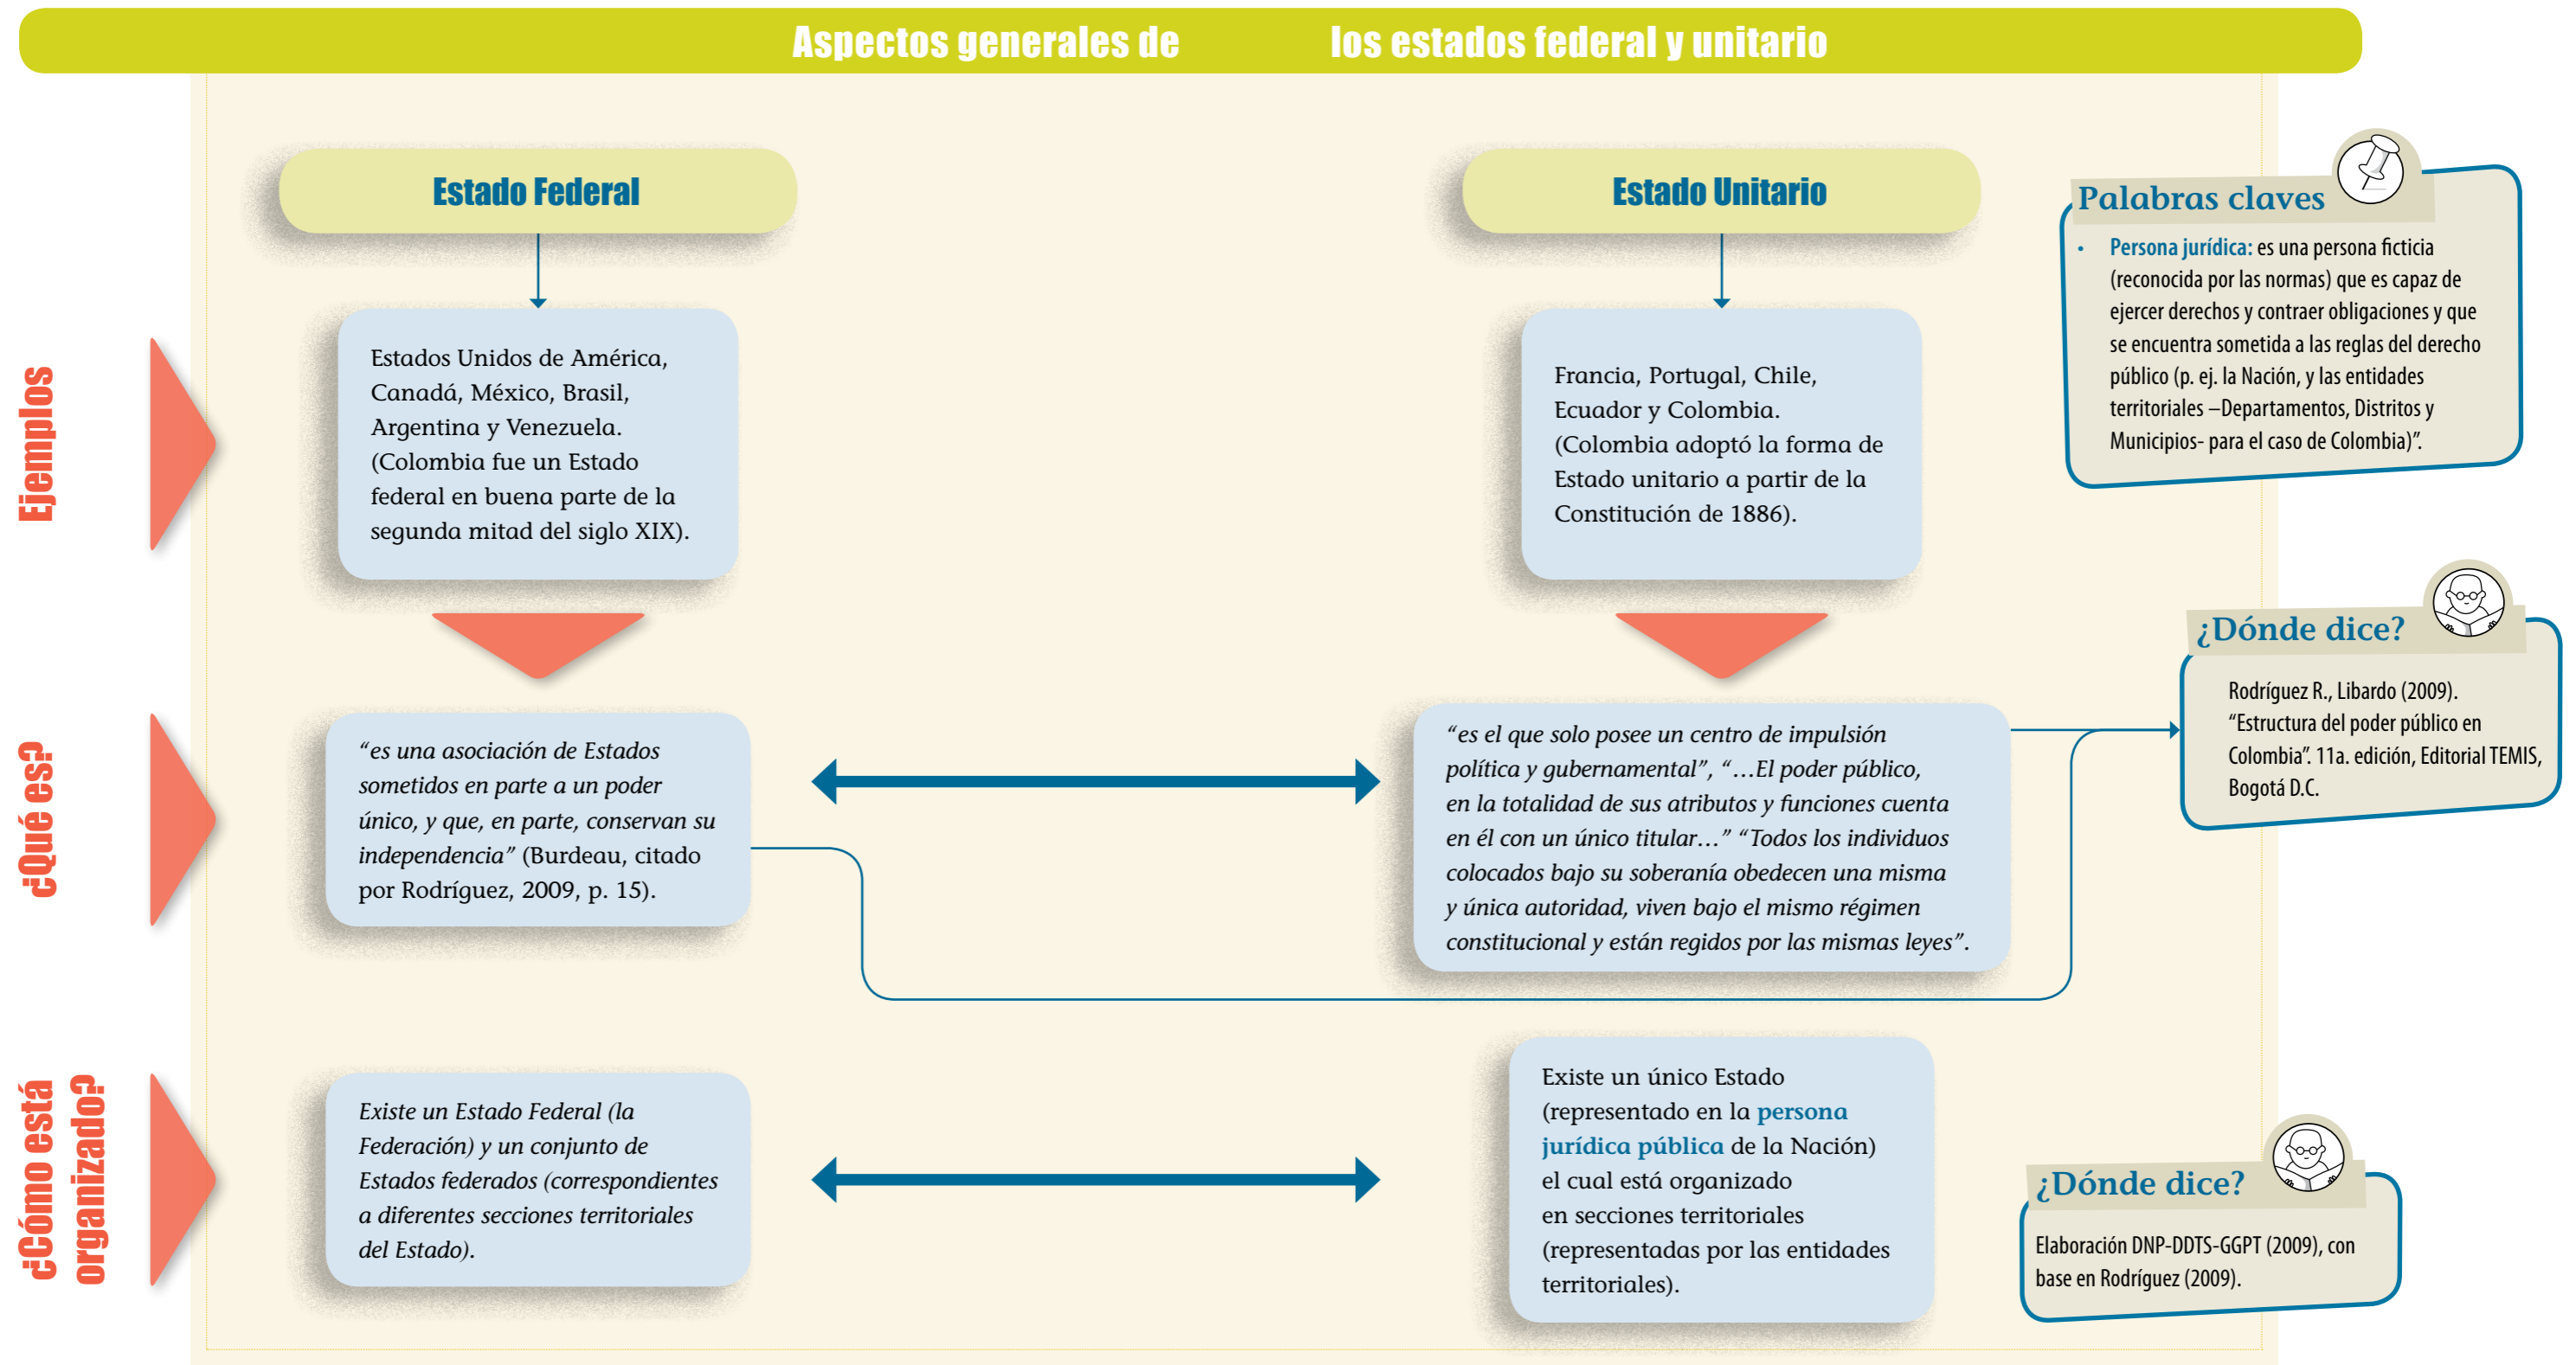 Aspectos generales de los estados federal y unitario
Estado Federal
Estado Unitario
Ejemplos
Estados Unidos de América,
Canadá, México, Brasil,
Argentina y Venezuela.
(Colombia fue un Estado
federal en buena parte de la
segunda mitad del siglo XIX).
Francia, Portugal, Chile,
Ecuador y Colombia.
(Colombia adoptó la forma de
Estado unitario a partir de la
Constitución de 1886).
Palabras claves
• Persona jurídica: es una persona ficticia
(reconocida por las normas) que es capaz de
ejercer derechos y contraer obligaciones y que
se encuentra sometida a las reglas del derecho
público (p. ej. la Nación, y las entidades
territoriales –Departamentos, Distritos y
Municipios- para el caso de Colombia)”.
¿Qué es?
“es una asociación de Estados
sometidos en parte a un poder
único, y que, en parte, conservan su
independencia” (Burdeau, citado
por Rodríguez, 2009, p. 15).
“es el que solo posee un centro de impulsión
política y gubernamental”, “…El poder público,
en la totalidad de sus atributos y funciones cuenta
en él con un único titular…” “Todos los individuos
colocados bajo su soberanía obedecen una misma
y única autoridad, viven bajo el mismo régimen
constitucional y están regidos por las mismas leyes”.
¿Dónde dice?
Rodríguez R., Libardo (2009).
“Estructura del poder público en
Colombia”. 11a. edición, Editorial TEMIS,
Bogotá D.C.
¿Cómo está
organizado?
Existe un Estado Federal (la
Federación) y un conjunto de
Estados federados (correspondientes
a diferentes secciones territoriales
del Estado).
Existe un único Estado
(representado en la persona
jurídica pública de la Nación)
el cual está organizado
en secciones territoriales
(representadas por las entidades
territoriales).
¿Dónde dice?
Elaboración DNP-DDTS-GGPT (2009), con
base en Rodríguez (2009).